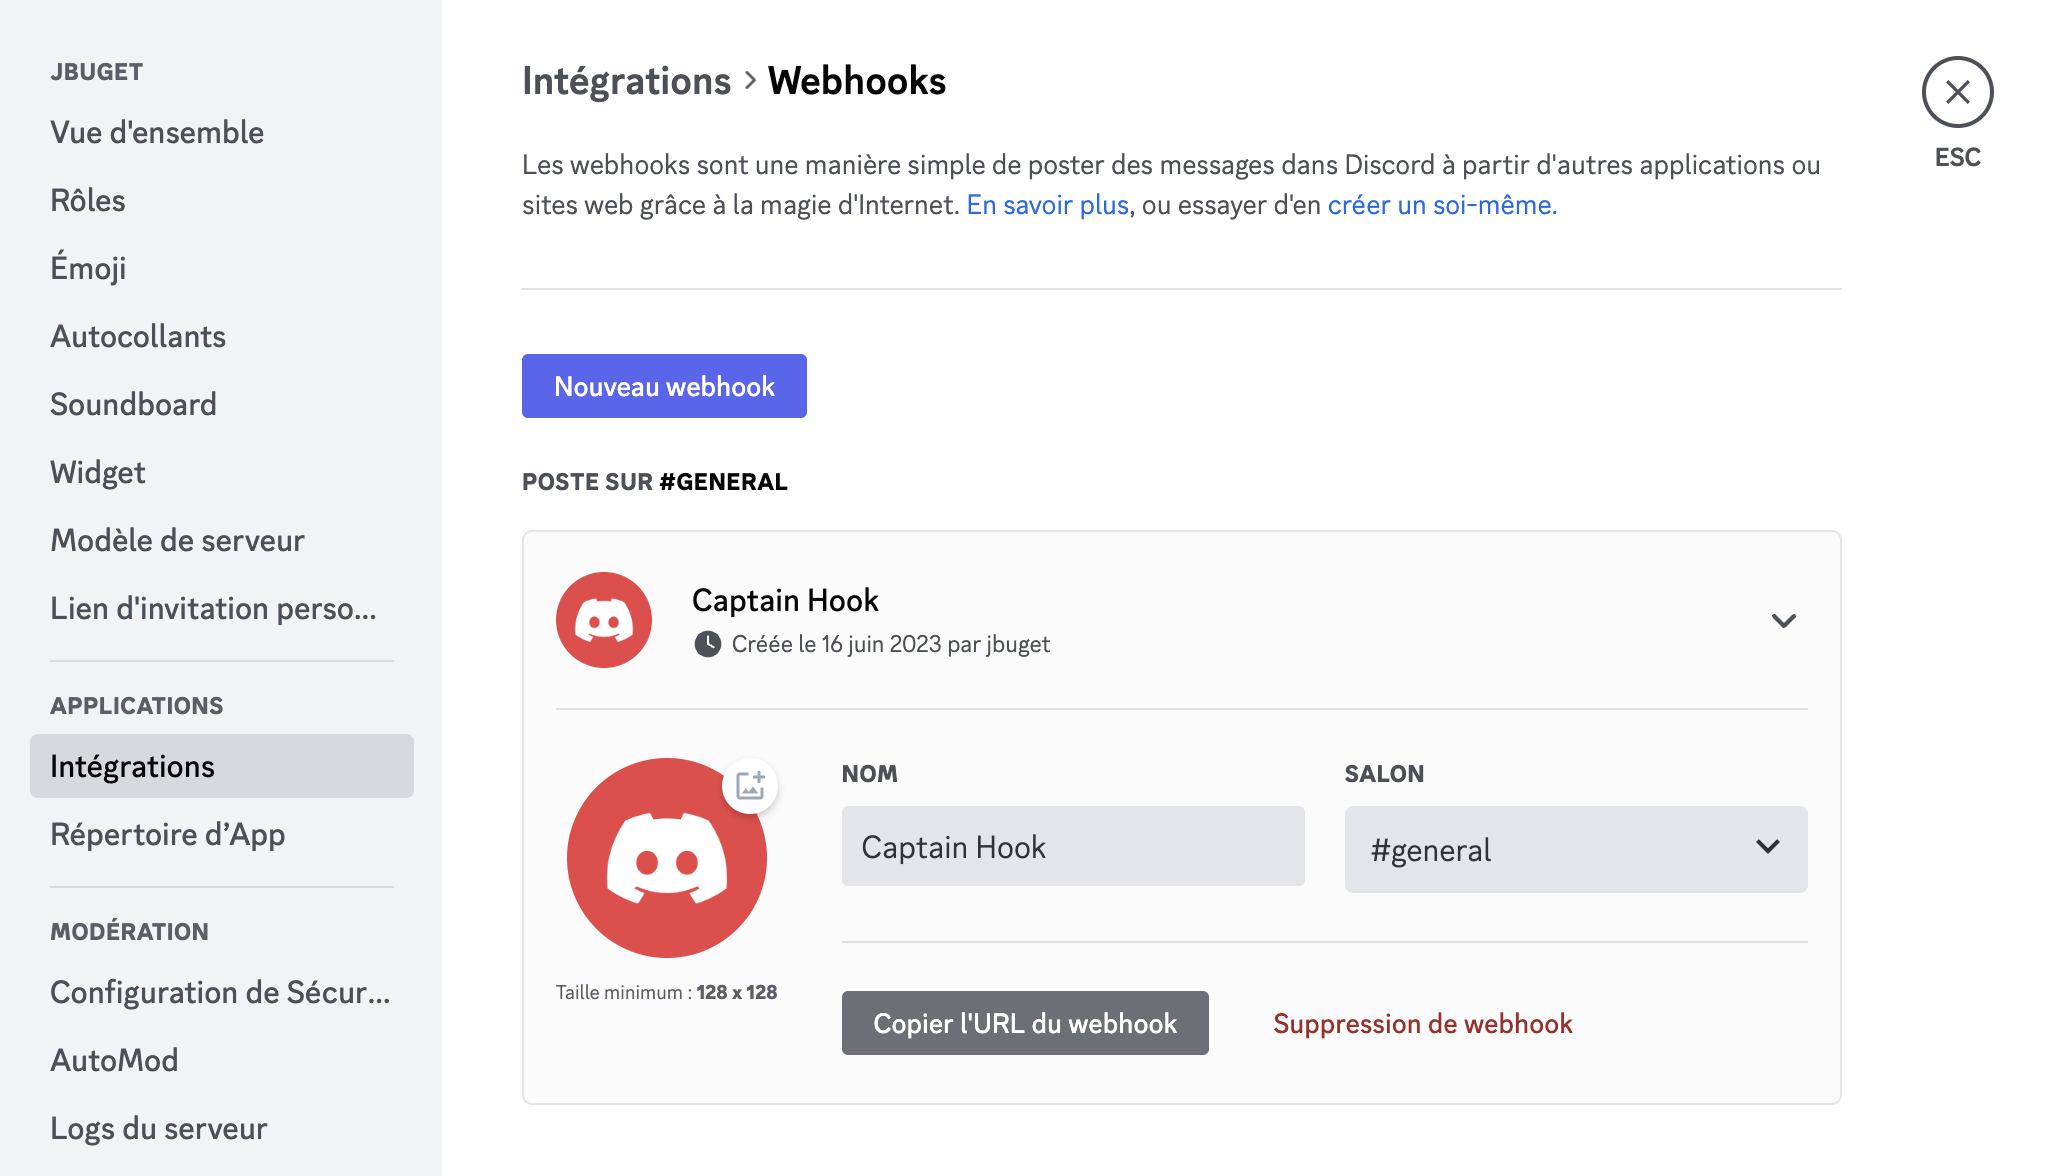 JBUGET
Vue d'ensemble
Rôles
Émoji
Autocollants
Soundboard
Widget
Modèle de serveur
Lien d'invitation perso...
APPLICATIONS
Intégrations
Répertoire d’App
MODÉRATION
Configuration de Sécur...
AutoMod
Logs du serveur
Intégrations > Webhooks
Les webhooks sont une manière simple de poster des messages dans Discord à partir d'autres applications ou
sites web grâce à la magie d'Internet. En savoir plus, ou essayer d'en créer un soi-même.
ESC
Nouveau webhook
POSTE SUR #GENERAL
Captain Hook
Créée le 16 juin 2023 par jbuget
Taille minimum : 128 x 128
NOM
Captain Hook
SALON
#general
Copier l'URL du webhook
Suppression de webhook